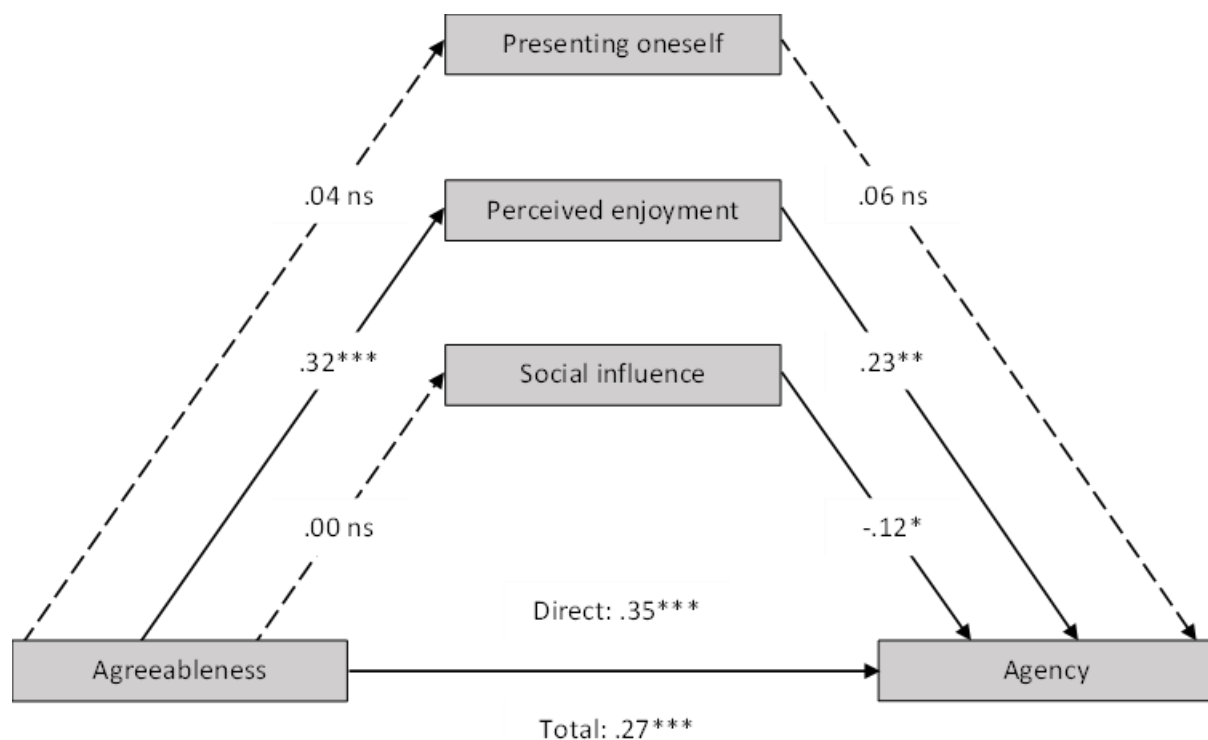 Presenting oneself
.04 ns
.06 ns
Perceived enjoyment
.32***
.23**
Social influence
.00 ns
-.12*
Direct: .35***
Agreeableness
Agency
Total: .27***